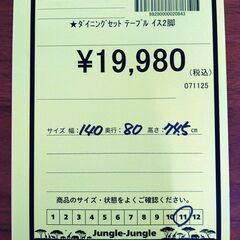 9929000020843
★ダイニングセット テーブル イス2脚
¥19,980
(税込)
071125
サイズ 幅: 140 奥行: 80 高さ: 74.5 cm
商品のサイズ・状態をよくご確認ください。
1 2 3 4 5 6 7 8 9 10 11 12
Jungle-Jungle